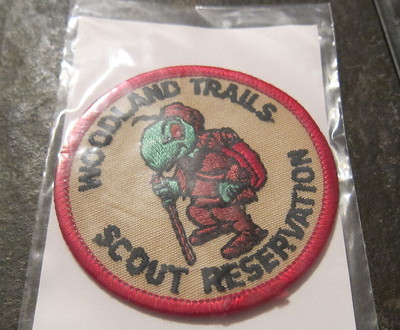 WOODLAND TRAILS
SCOUT RESERVATION